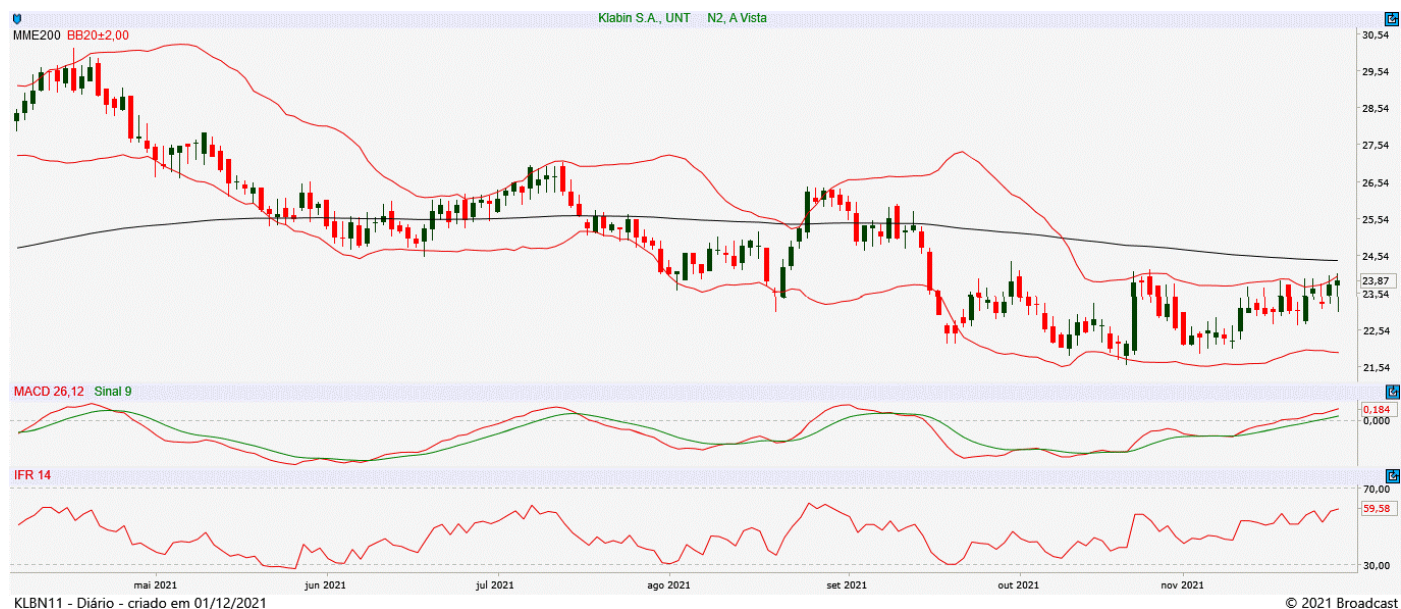 Klabin S.A., UNT N2, A Vista
MME200 BB20±2,00
30,54
29,54
28,54
27,54
26,54
25,54
24,54
23,87
23,54
22,54
21,54
MACD 26,12 Sinal 9
0,184
0,000
IFR 14
70,00
59,58
30,00
mai 2021 jun 2021 jul 2021 ago 2021 set 2021 out 2021 nov 2021
KLBN11 - Diário - criado em 01/12/2021 © 2021 Broadcast